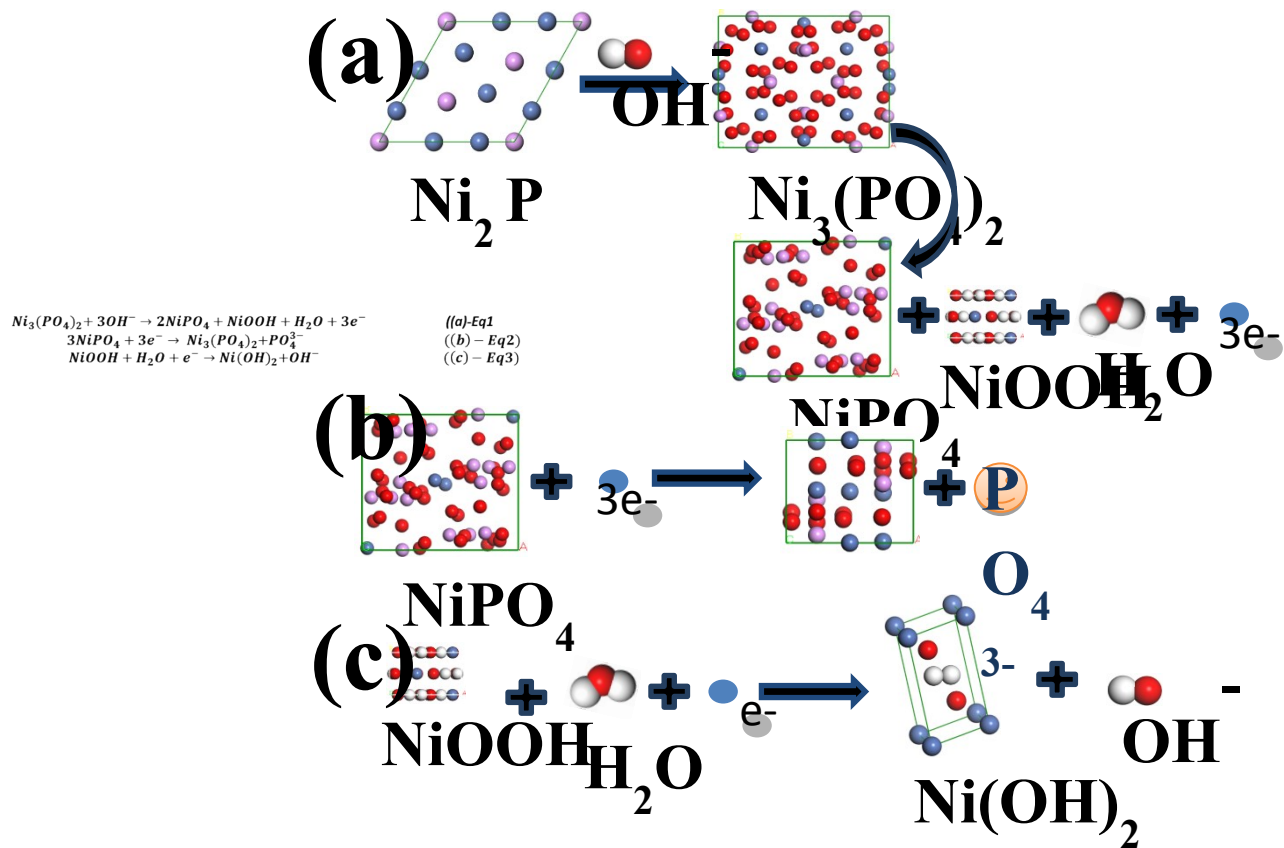 (a)
OH-
Ni2 P
Ni3(PO4)2
Ni₃(PO₄)₂ + 3OH⁻ → 2NiPO₄ + NiOOH + H₂O + 3e⁻ ((a)-Eq1
3NiPO₄ + 3e⁻ → Ni₃(PO₄)₂+PO₄³⁻ ((b) − Eq2)
NiOOH + H₂O + e⁻ → Ni(OH)₂+OH⁻ ((c) − Eq3)
+ + + 3e-
NiPO4 NiOOH H2O
(b)
+ 3e- + PO4 3-
NiPO4
(c)
+ + e- +
NiOOH H2O Ni(OH)2 OH-